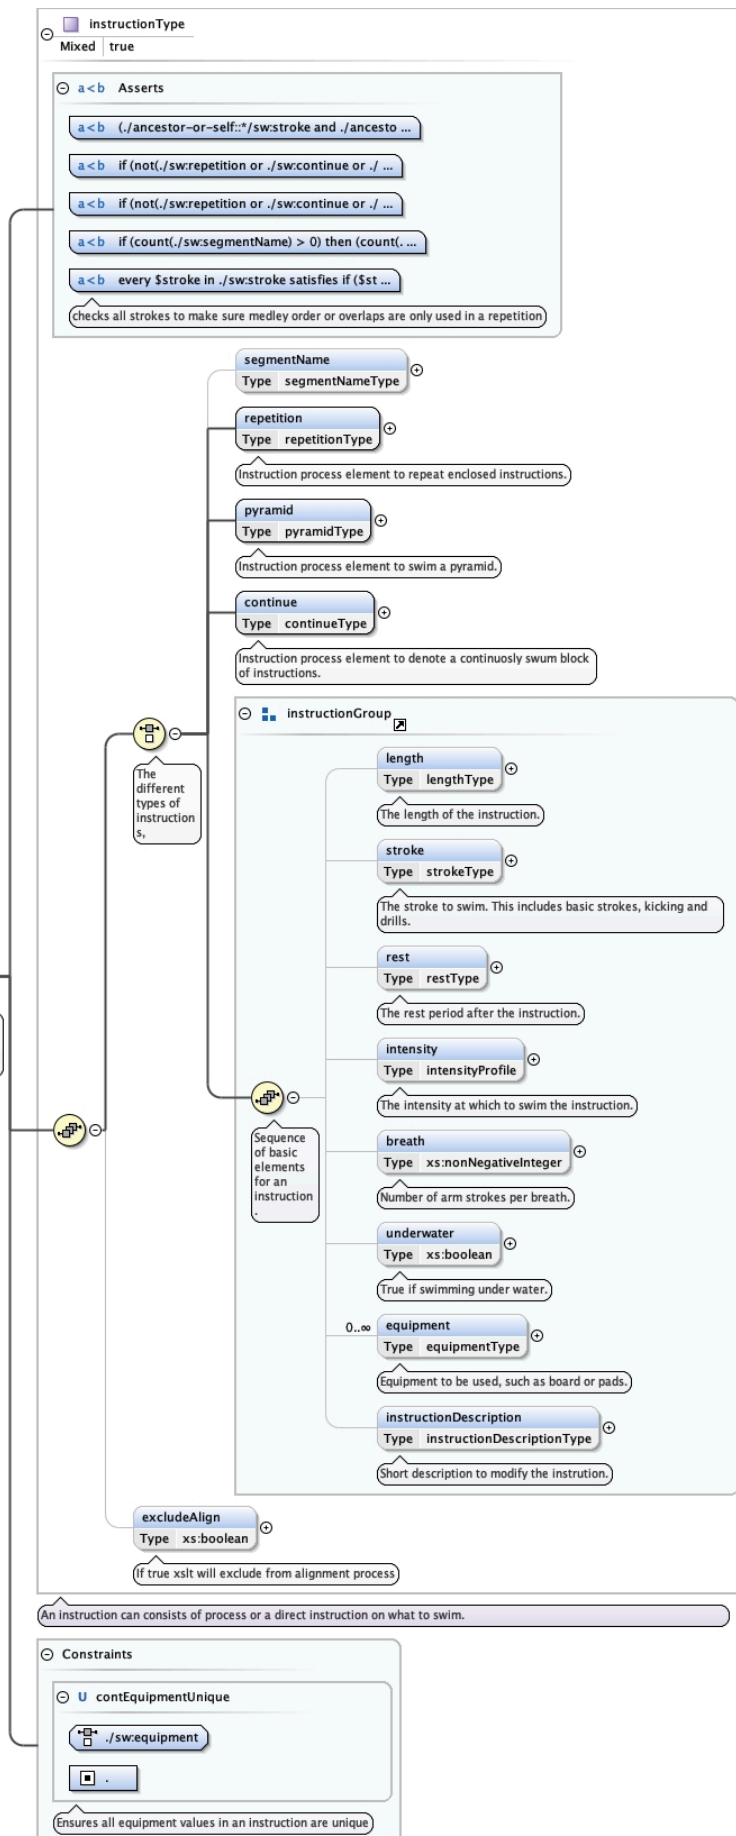 instructionType
Mixed true
a<b Asserts
a<b (./ancestor-or-self::*/sw:stroke and ./ancesto ...
a<b if (not(./sw:repetition or ./sw:continue or ./ ...
a<b if (not(./sw:repetition or ./sw:continue or ./ ...
a<b if (count(./sw:segmentName) > 0) then (count(. ...
a<b every $stroke in ./sw:stroke satisfies if ($st ...
checks all strokes to make sure medley order or overlaps are only used in a repetition
segmentName
Type segmentNameType
repetition
Type repetitionType
Instruction process element to repeat enclosed instructions.
pyramid
Type pyramidType
Instruction process element to swim a pyramid.
continue
Type continueType
Instruction process element to denote a continuosly swum block
of instructions.
The
different
types of
instruction
s,
instructionGroup
length
Type lengthType
The length of the instruction.
stroke
Type strokeType
The stroke to swim. This includes basic strokes, kicking and
drills.
rest
Type restType
The rest period after the instruction.
intensity
Type intensityProfile
The intensity at which to swim the instruction.
Sequence
of basic
elements
for an
instruction
.
breath
Type xs:nonNegativeInteger
Number of arm strokes per breath.
underwater
Type xs:boolean
True if swimming under water.
0..∞
equipment
Type equipmentType
Equipment to be used, such as board or pads.
instructionDescription
Type instructionDescriptionType
Short description to modify the instrution.
excludeAlign
Type xs:boolean
If true xslt will exclude from alignment process
An instruction can consists of process or a direct instruction on what to swim.
Constraints
U contEquipmentUnique
./sw:equipment
.
Ensures all equipment values in an instruction are unique